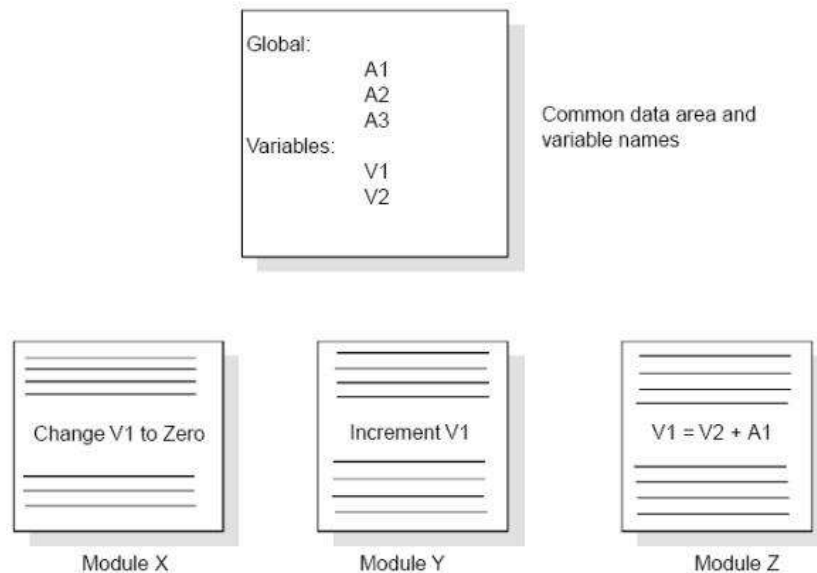 Global:
A1
A2
A3
Variables:
V1
V2
Common data area and
variable names
Change V1 to Zero
Increment V1
V1 = V2 + A1
Module X
Module Y
Module Z